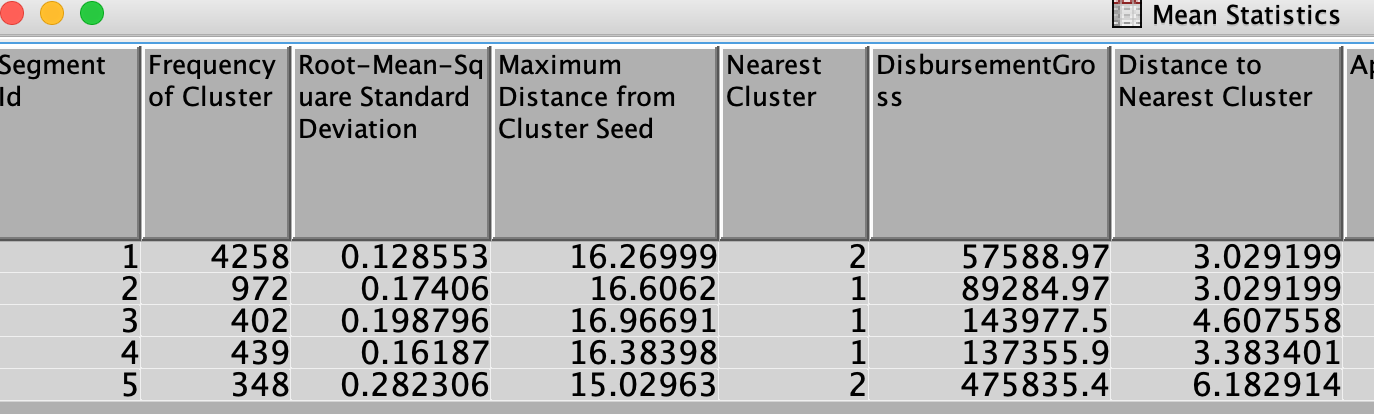 Mean Statistics
Segment Id Frequency of Cluster Root-Mean-Square Standard Deviation Maximum Distance from Cluster Seed Nearest Cluster DisbursementGross Distance to Nearest Cluster Ap
1 4258 0.128553 16.26999 2 57588.97 3.029199
2 972 0.17406 16.6062 1 89284.97 3.029199
3 402 0.198796 16.96691 1 143977.5 4.607558
4 439 0.16187 16.38398 1 137355.9 3.383401
5 348 0.282306 15.02963 2 475835.4 6.182914